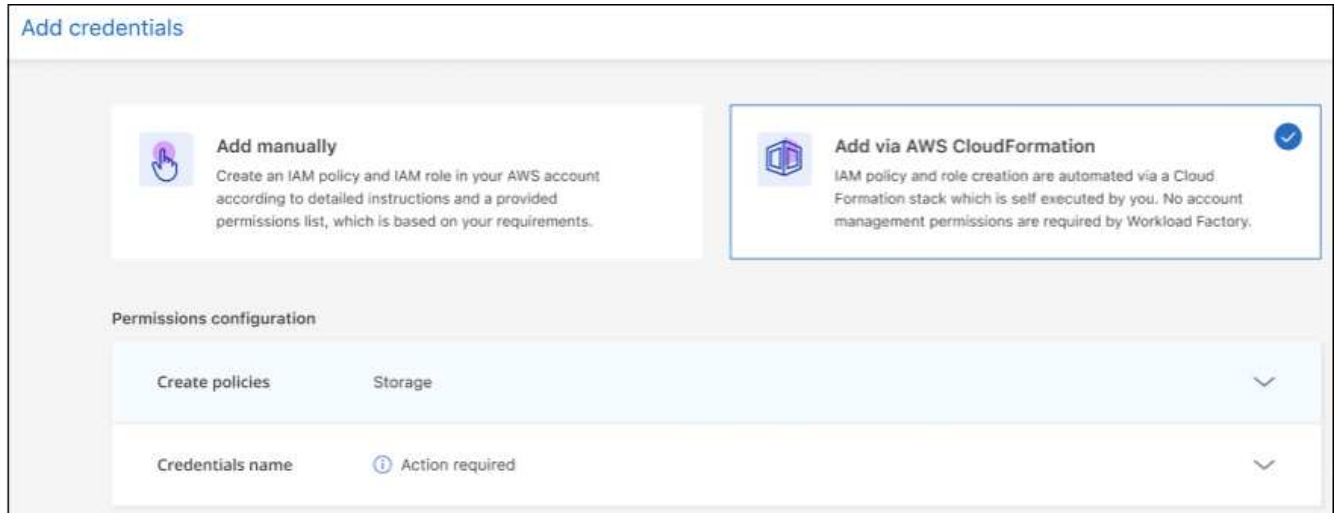 Add credentials
Add manually
Create an IAM policy and IAM role in your AWS account
according to detailed instructions and a provided
permissions list, which is based on your requirements.
Add via AWS CloudFormation
IAM policy and role creation are automated via a Cloud
Formation stack which is self executed by you. No account
management permissions are required by Workload Factory.
Permissions configuration
Create policies Storage
Credentials name Action required